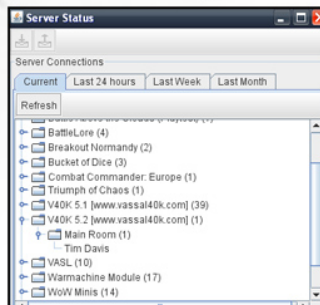 Server Status
Server Connections
Current Last 24 hours Last Week Last Month
Refresh
BattleLore (4)
Breakout Normandy (2)
Bucket of Dice (3)
Combat Commander: Europe (1)
Triumph of Chaos (1)
V40K 5.1 [www.vassal40k.com] (39)
V40K 5.2 [www.vassal40k.com] (1)
Main Room (1)
Tim Davis
VASL (10)
Warmachine Module (17)
WoW Minis (14)